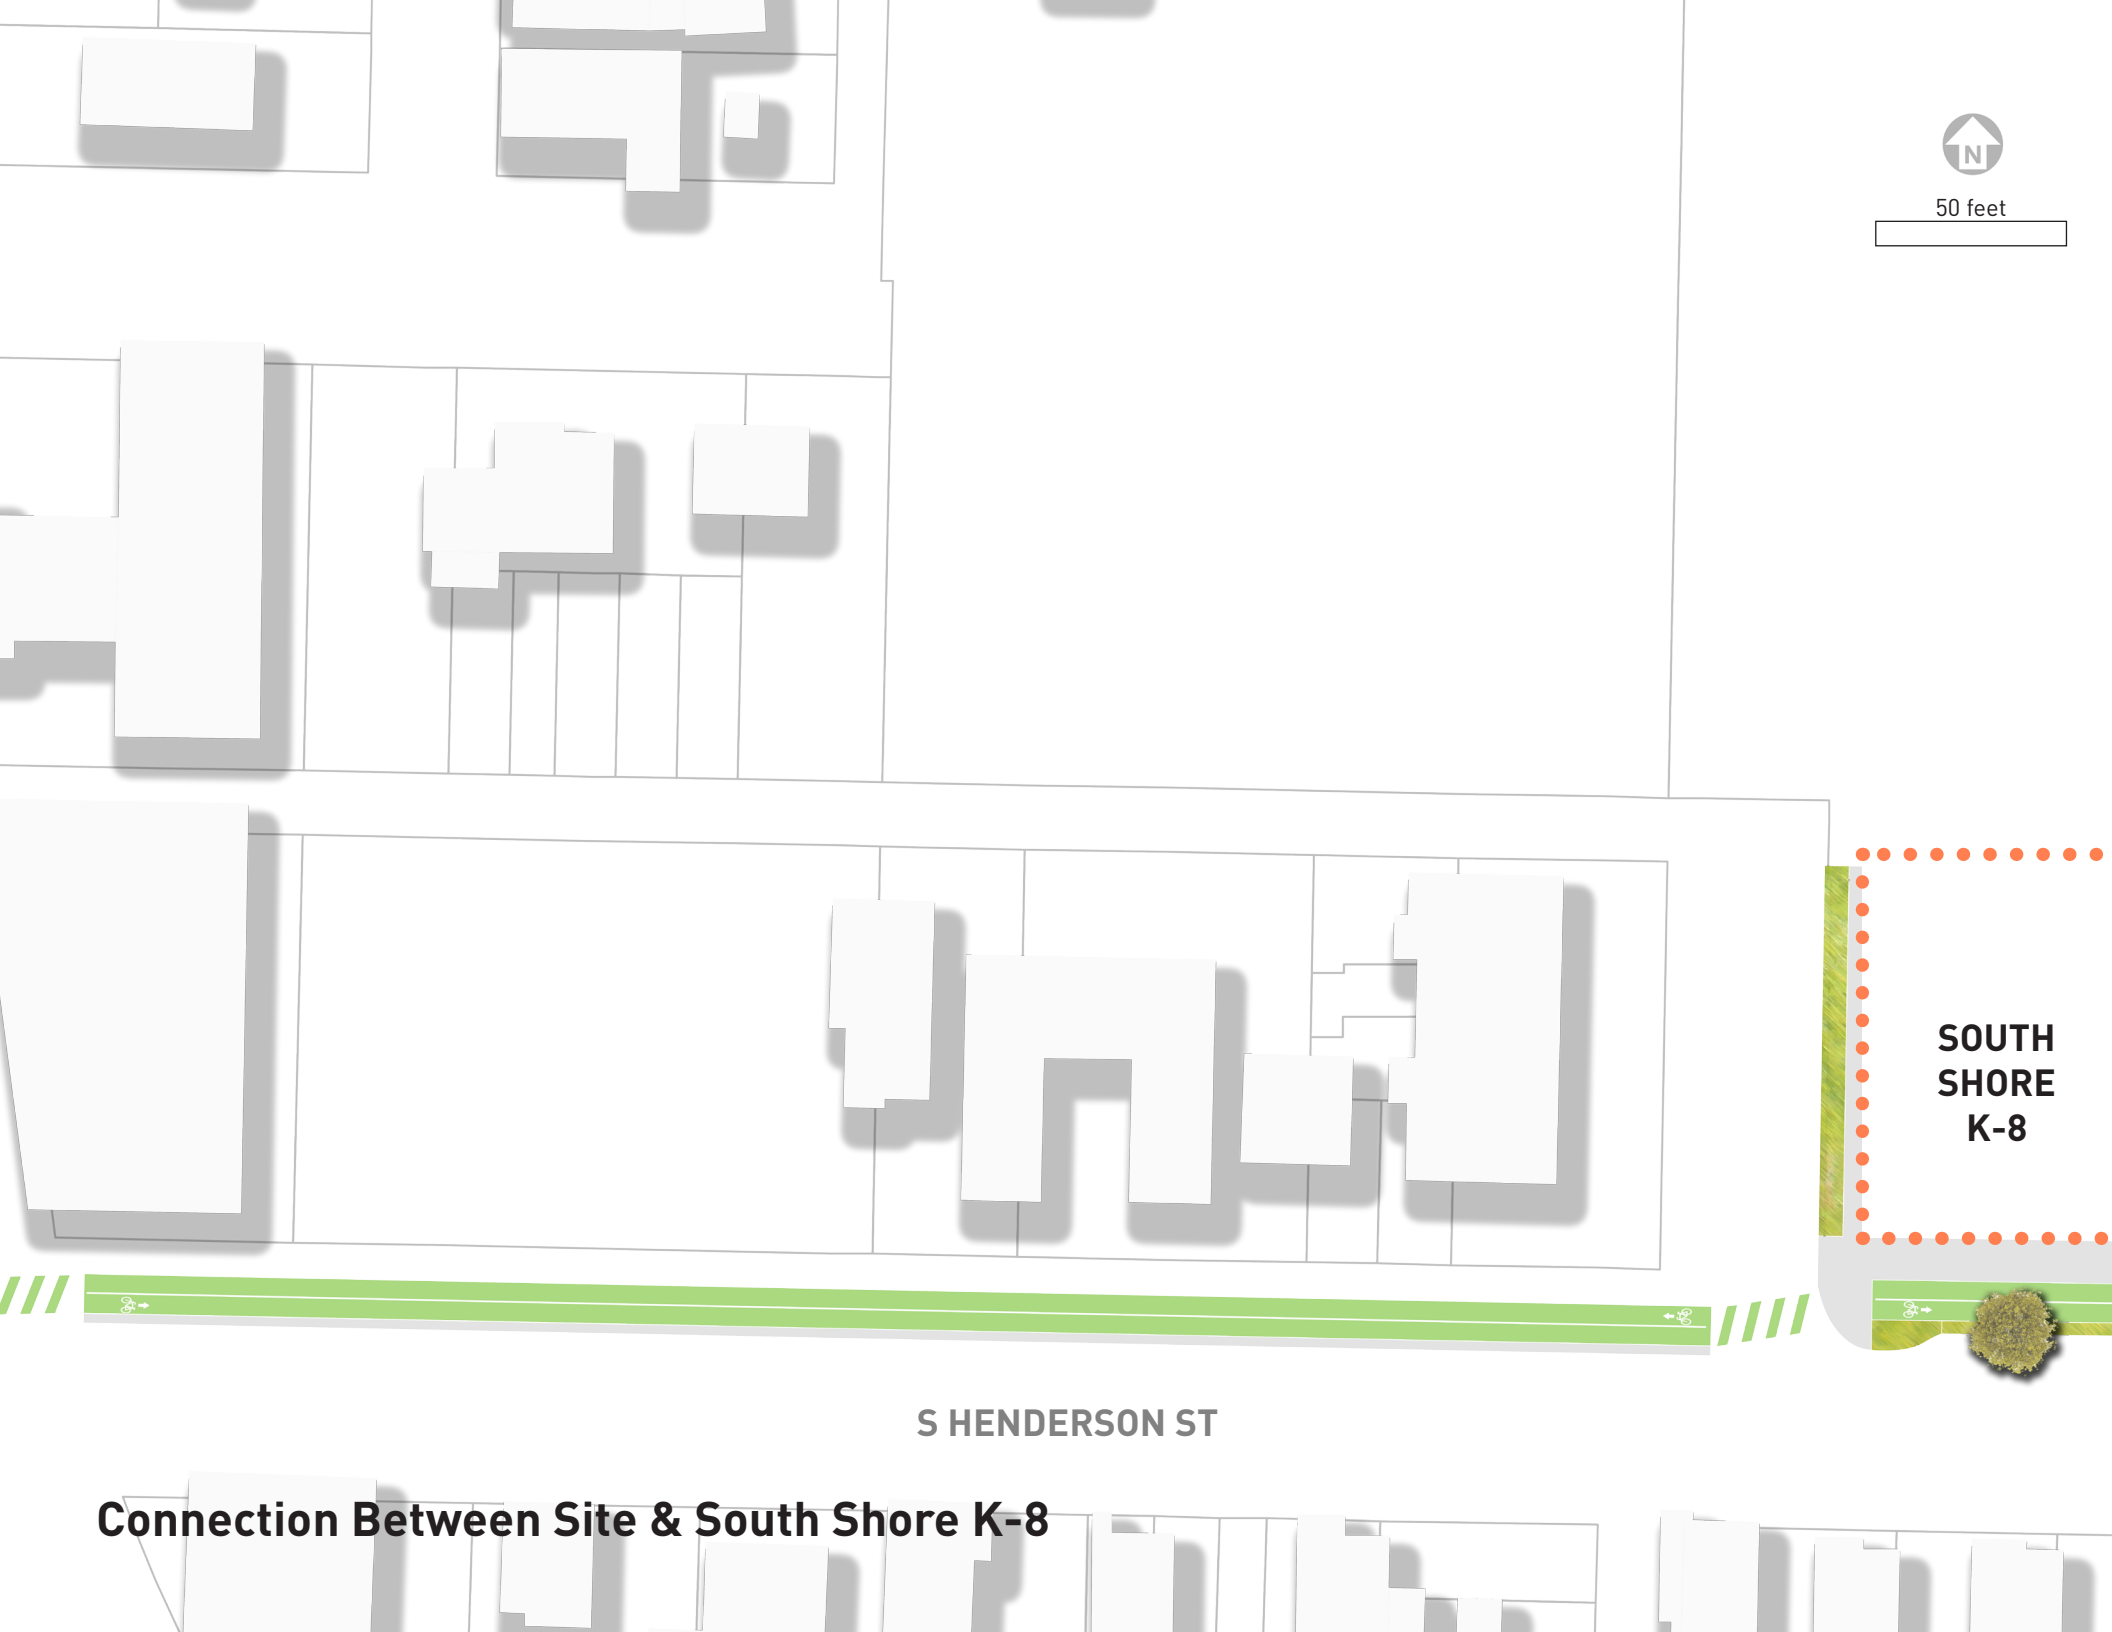 N
50 feet
SOUTH
SHORE
K-8
S HENDERSON ST
Connection Between Site & South Shore K-8